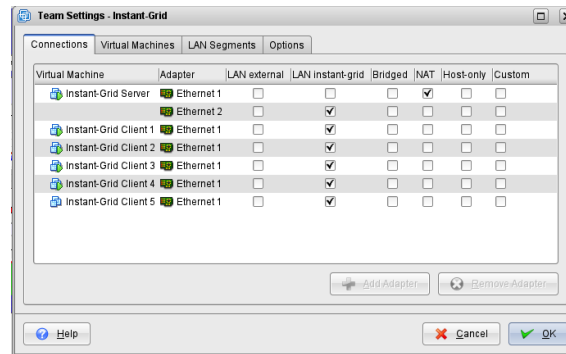 Team Settings - Instant-Grid
Connections Virtual Machines LAN Segments Options
Virtual Machine Adapter LAN external LAN instant-grid Bridged NAT Host-only Custom
Instant-Grid Server Ethernet 1
Ethernet 2
Instant-Grid Client 1 Ethernet 1
Instant-Grid Client 2 Ethernet 1
Instant-Grid Client 3 Ethernet 1
Instant-Grid Client 4 Ethernet 1
Instant-Grid Client 5 Ethernet 1
Add Adapter Remove Adapter
Help Cancel OK